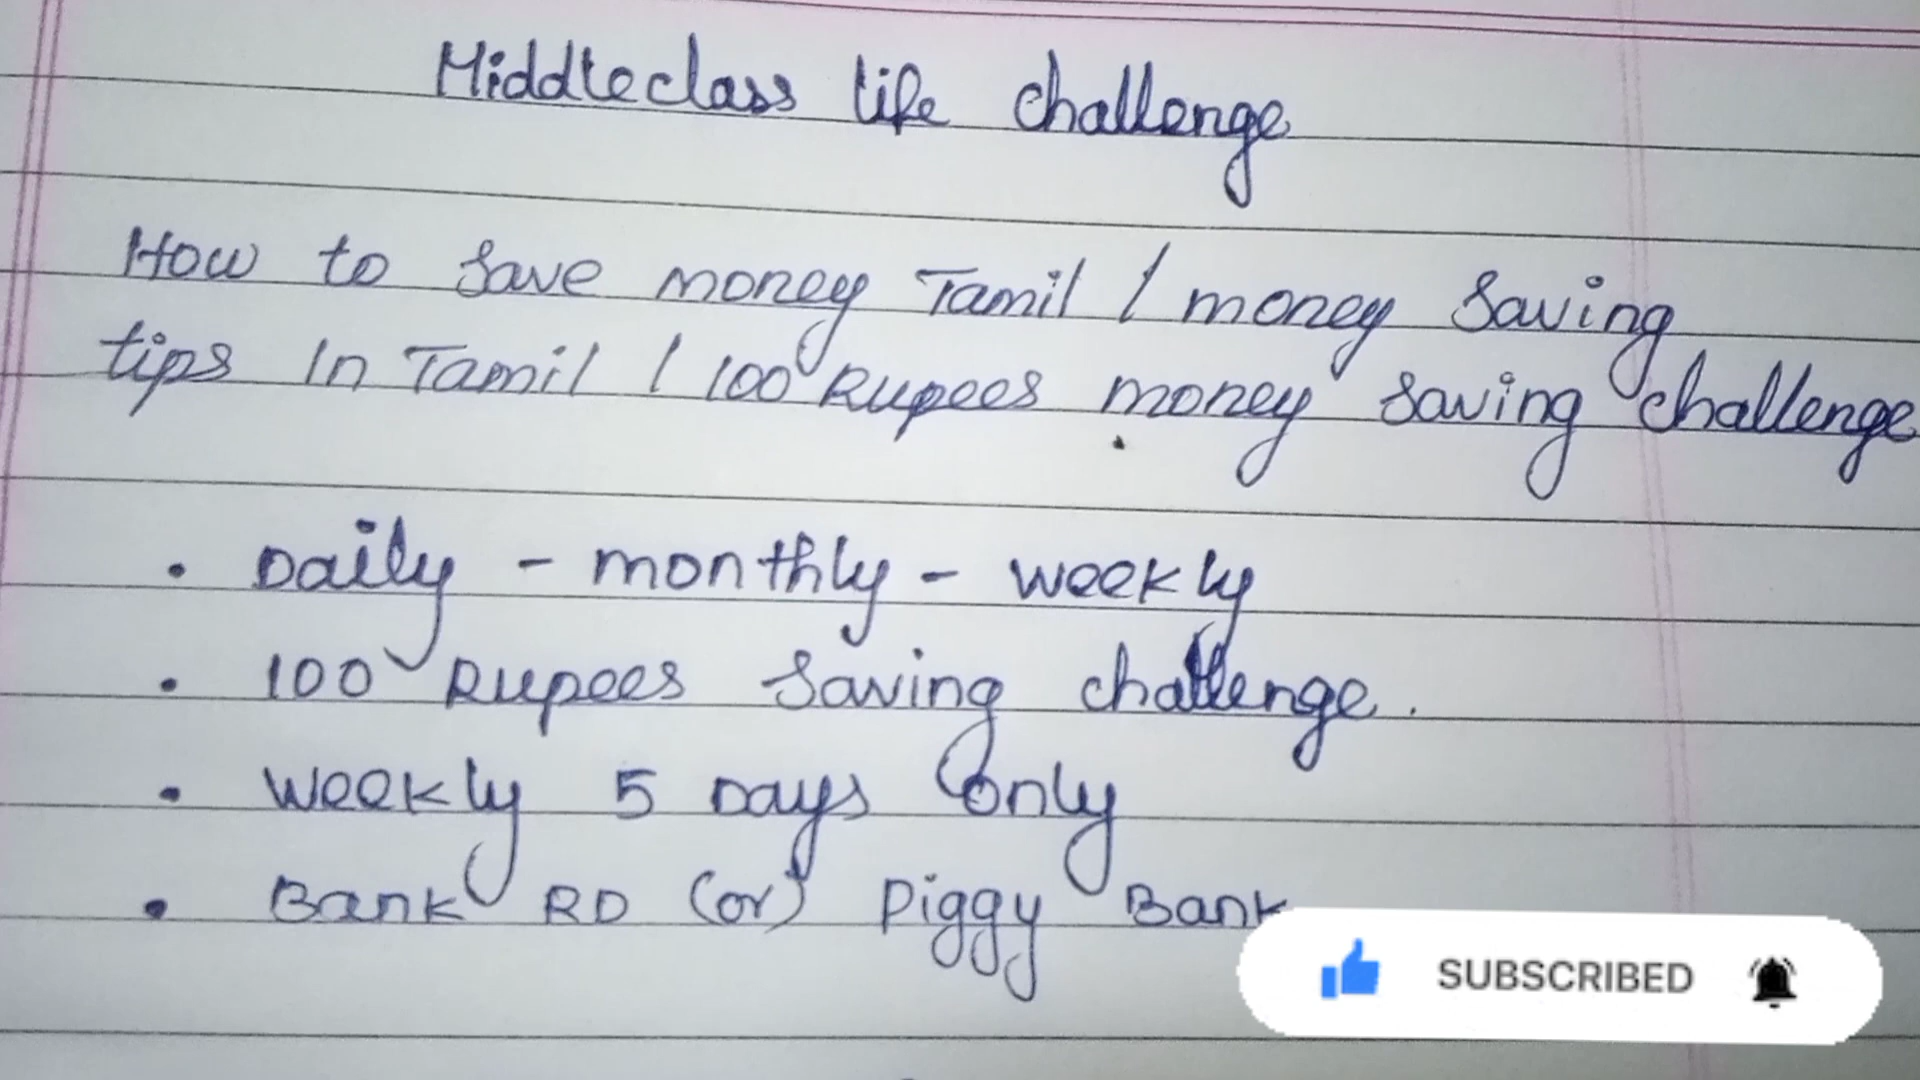 Middleclass life challenge
How to save money Tamil / money saving
tips In Tamil / 100 Rupees money saving challenge
• Daily - monthly - weekly
• 100 Rupees saving challenge.
• weekly 5 Days only
• Bank RD (or) Piggy Bank
SUBSCRIBED